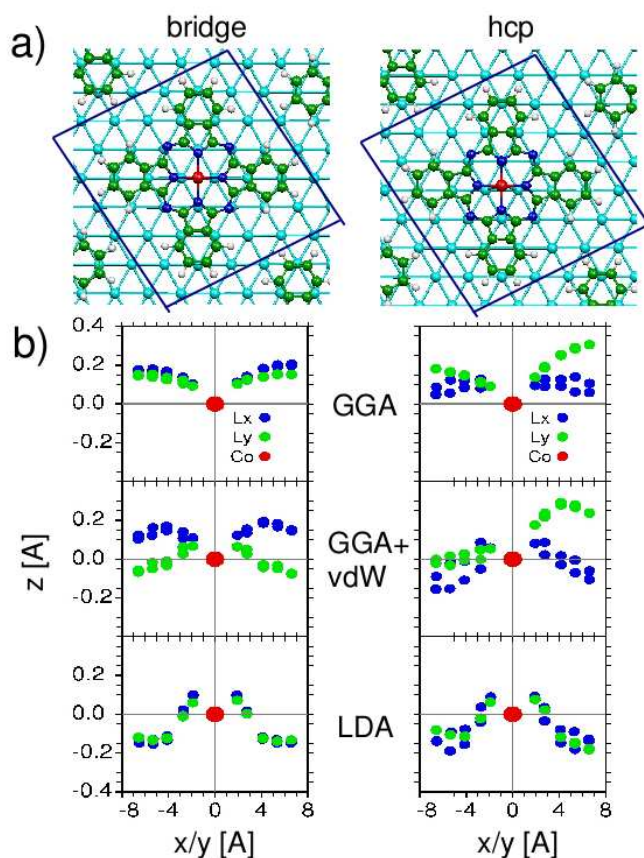 bridge
hcp
a)
b)
0.4
0.2
0.0
-0.2
Lx
Ly
Co
GGA
Lx
Ly
Co
z [A]
0.2
0.0
-0.2
GGA+
vdW
0.2
0.0
-0.2
-0.4
LDA
-8 -4 0 4 8
-8 -4 0 4 8
x/y [A]
x/y [A]